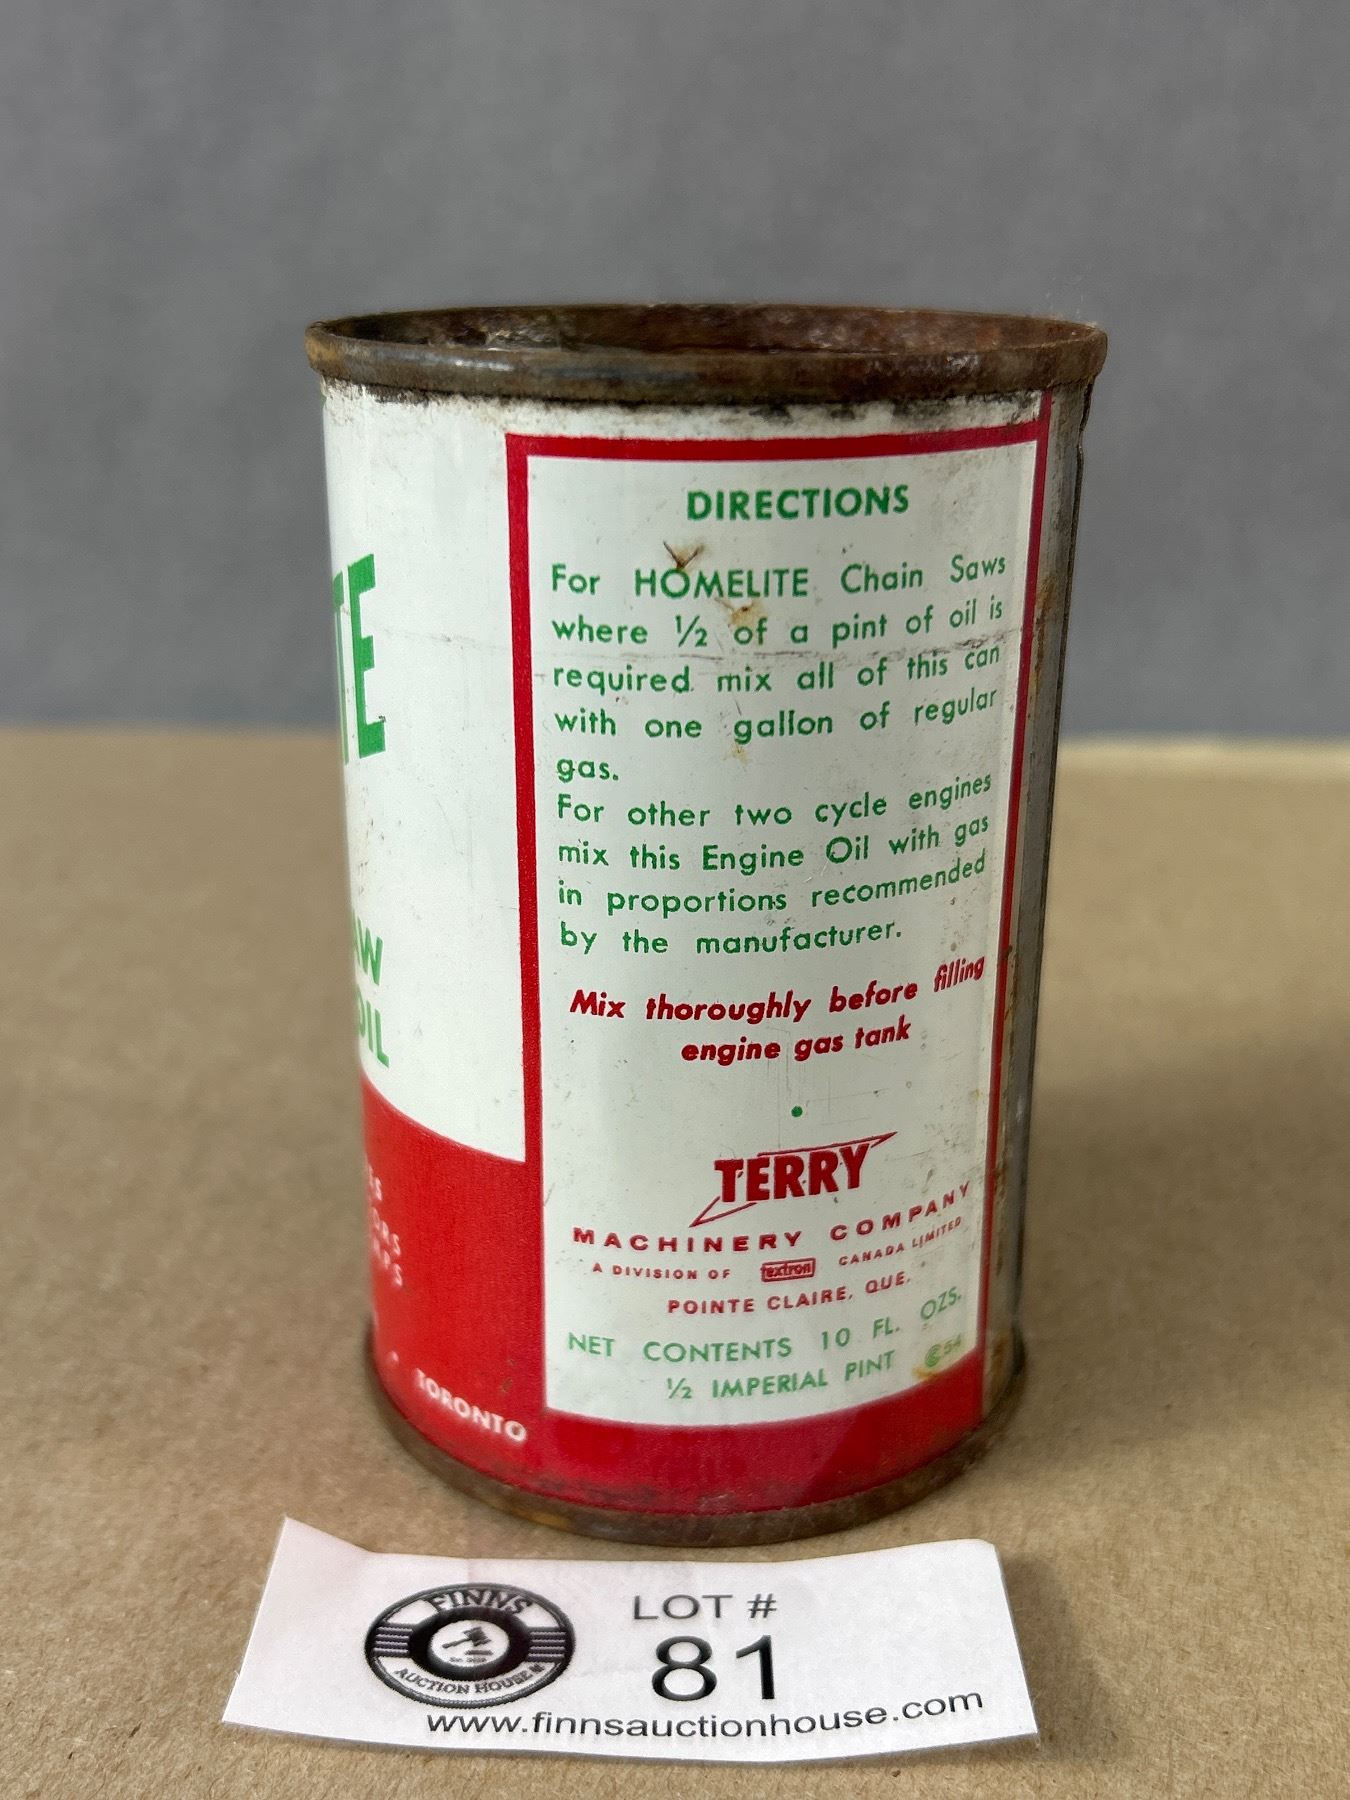 DIRECTIONS
For HOMELITE Chain Saws
where ½ of a pint of oil is
required mix all of this can
with one gallon of regular
gas.
For other two cycle engines
mix this Engine Oil with gas
in proportions recommended
by the manufacturer.
Mix thoroughly before filling
engine gas tank
TERRY
MACHINERY COMPANY
A DIVISION OF textron CANADA LIMITED
POINTE CLAIRE, QUE.
NET CONTENTS 10 FL. OZS.
½ IMPERIAL PINT
TE
AW
OIL
TORONTO
FINNS
AUCTION HOUSE
LOT #
81
www.finnsauctionhouse.com